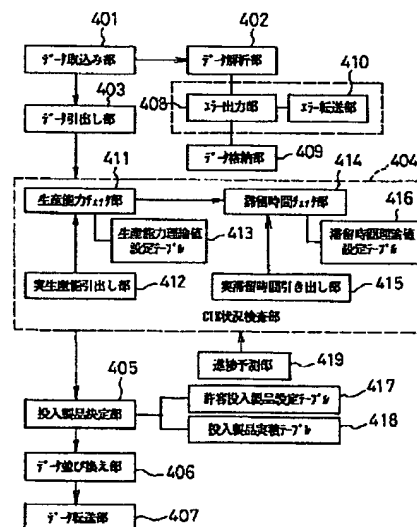 401
402
データ取込み部
データ解析部
403
410
408
エラー出力部
エラー転送部
データ引出し部
データ格納部
409
411
414
404
生産能力チェック部
滞留時間チェック部
416
生産能力理論値
設定テーブル
413
滞留時間理論値
設定テーブル
実生産能引出し部
412
実滞留時間引き出し部
415
状況検査部
進捗予測部
419
405
投入製品決定部
許容投入製品設定テーブル
417
投入製品実積テーブル
418
データ並び換え部
406
データ転送部
407